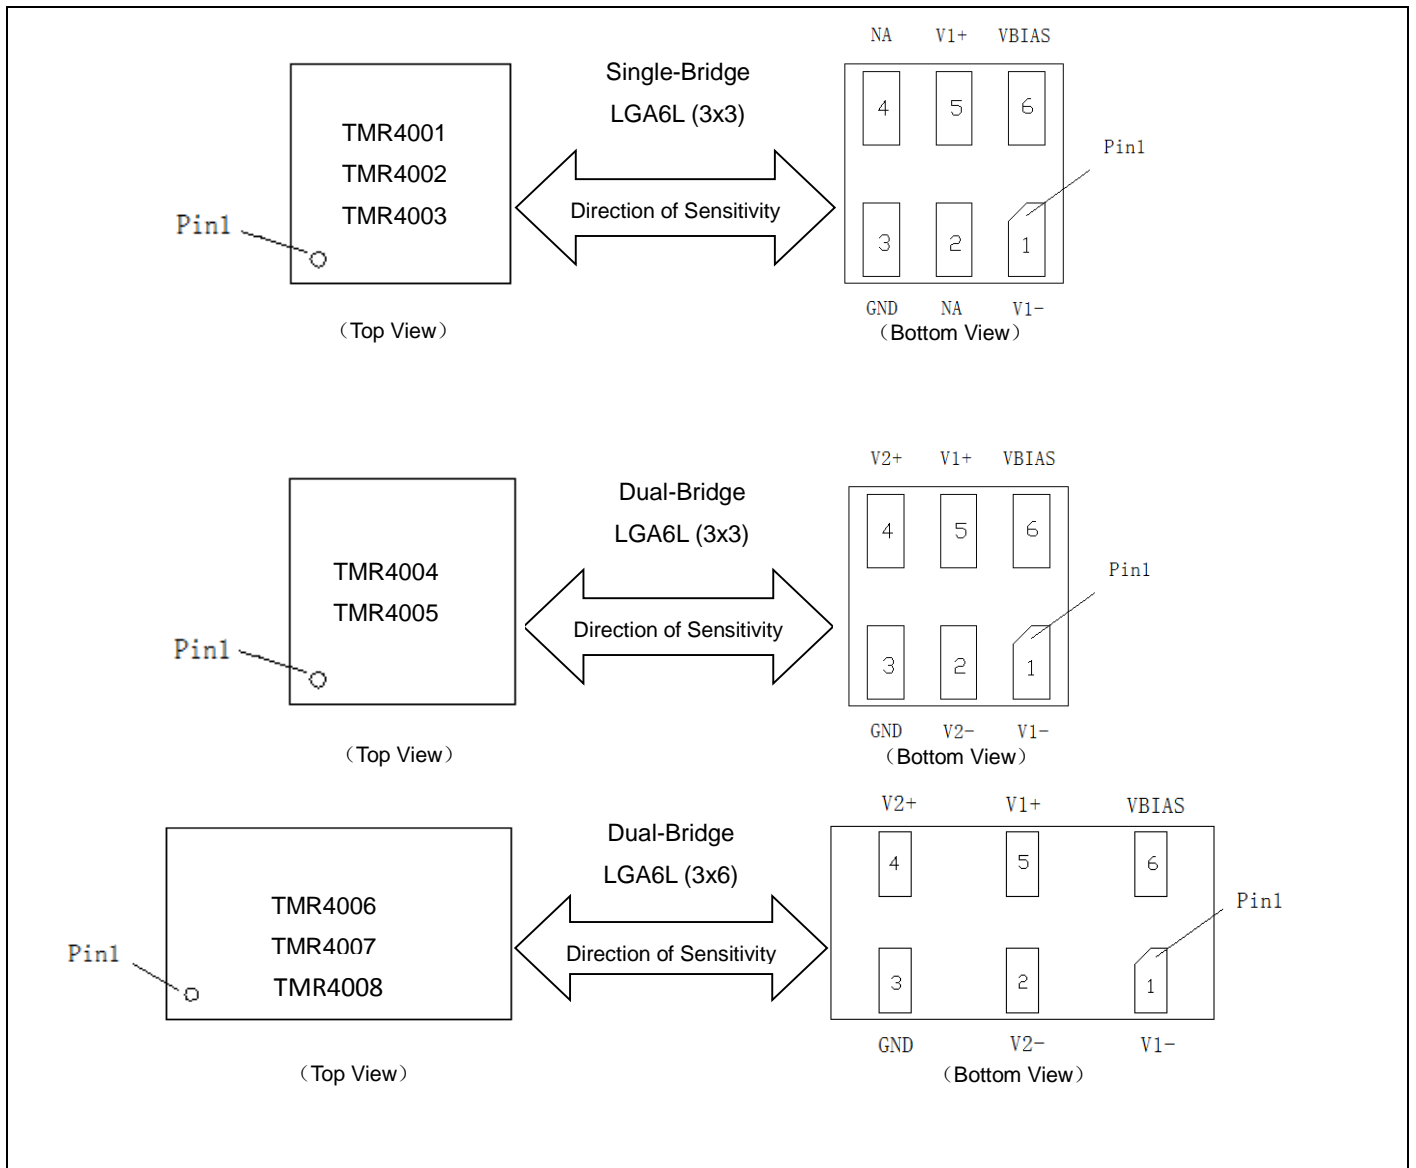 NA V1+ VBIAS
Single-Bridge
LGA6L (3x3)
TMR4001
TMR4002
TMR4003
Pin1
Direction of Sensitivity
4 5 6
Pin1
3 2 1
GND NA V1-
（Top View）
（Bottom View）
V2+ V1+ VBIAS
Dual-Bridge
LGA6L (3x3)
TMR4004
TMR4005
Pin1
Direction of Sensitivity
4 5 6
Pin1
3 2 1
GND V2- V1-
（Top View）
（Bottom View）
V2+ V1+ VBIAS
Dual-Bridge
LGA6L (3x6)
TMR4006
TMR4007
TMR4008
Pin1
Direction of Sensitivity
4 5 6
Pin1
3 2 1
GND V2- V1-
（Top View）
（Bottom View）